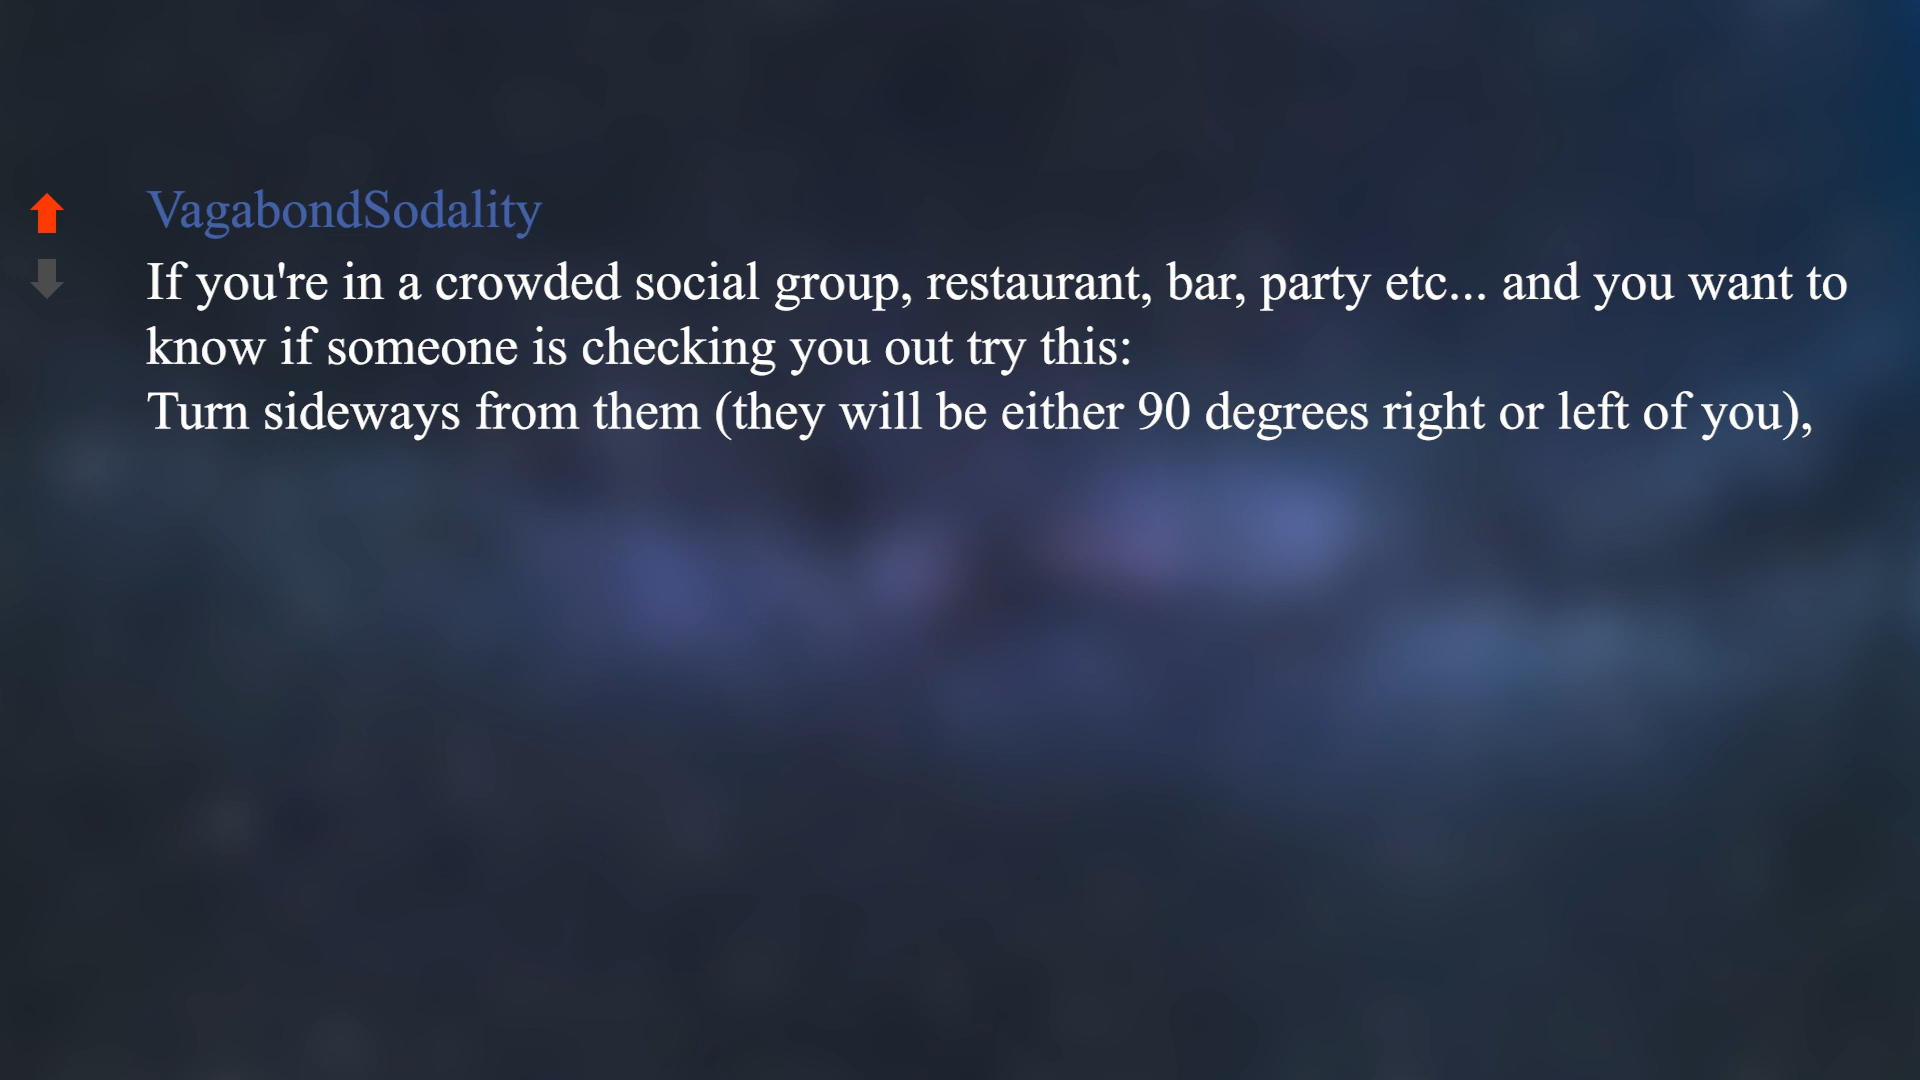 VagabondSodality
If you're in a crowded social group, restaurant, bar, party etc... and you want to
know if someone is checking you out try this:
Turn sideways from them (they will be either 90 degrees right or left of you),